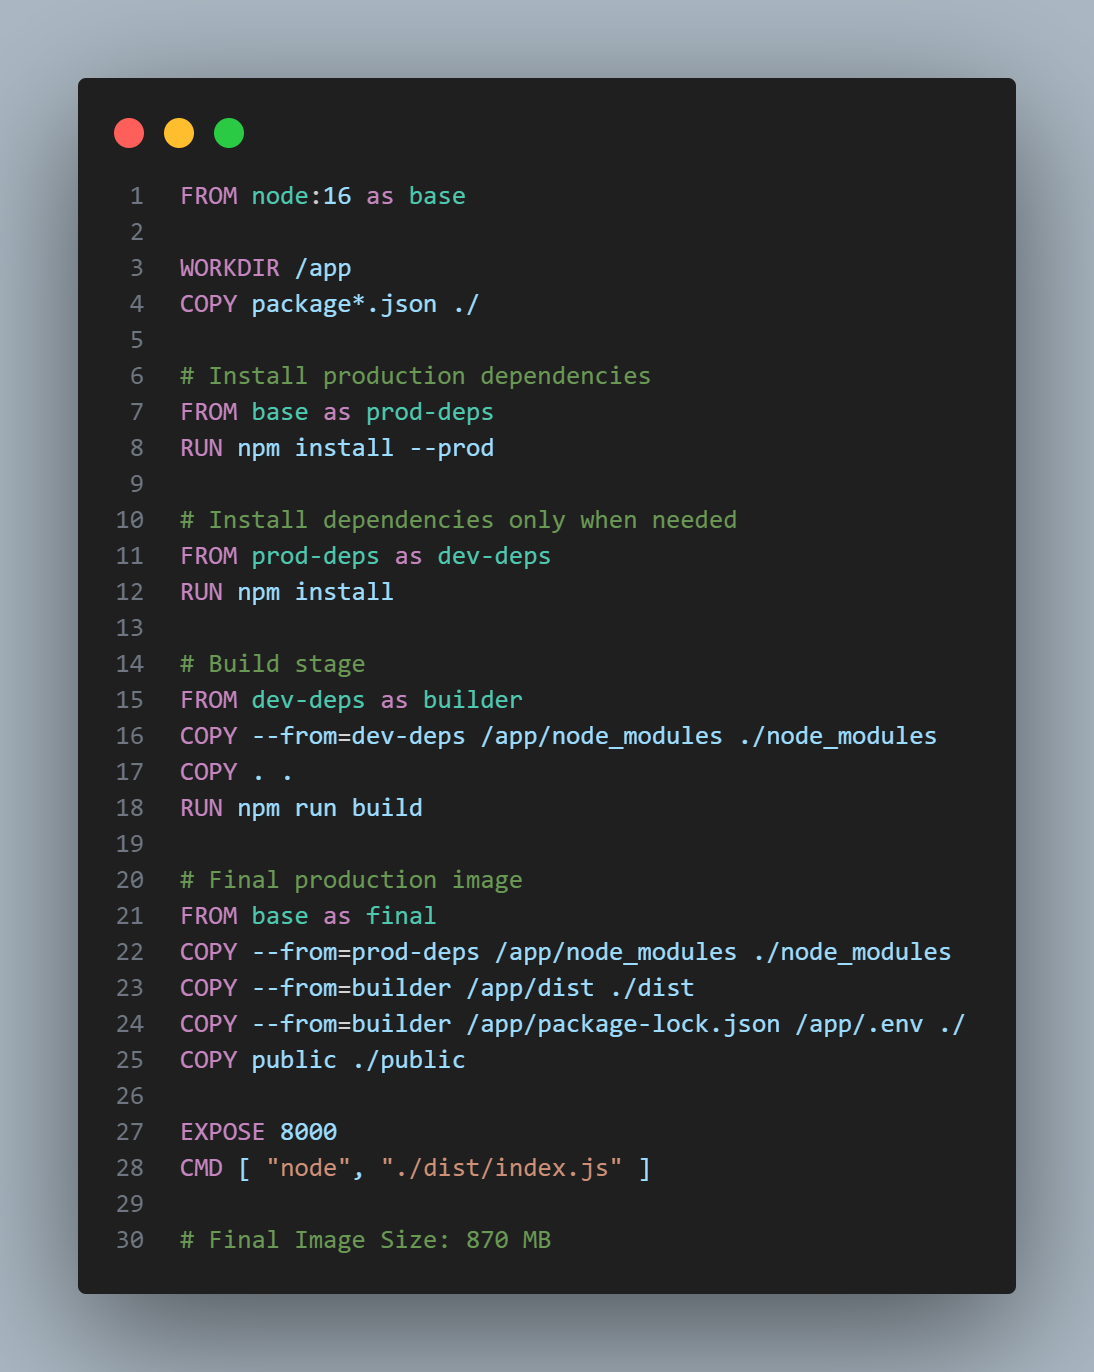 1 FROM node:16 as base
2
3 WORKDIR /app
4 COPY package*.json ./
5
6 # Install production dependencies
7 FROM base as prod-deps
8 RUN npm install --prod
9
10 # Install dependencies only when needed
11 FROM prod-deps as dev-deps
12 RUN npm install
13
14 # Build stage
15 FROM dev-deps as builder
16 COPY --from=dev-deps /app/node_modules ./node_modules
17 COPY . .
18 RUN npm run build
19
20 # Final production image
21 FROM base as final
22 COPY --from=prod-deps /app/node_modules ./node_modules
23 COPY --from=builder /app/dist ./dist
24 COPY --from=builder /app/package-lock.json /app/.env ./
25 COPY public ./public
26
27 EXPOSE 8000
28 CMD [ "node", "./dist/index.js" ]
29
30 # Final Image Size: 870 MB